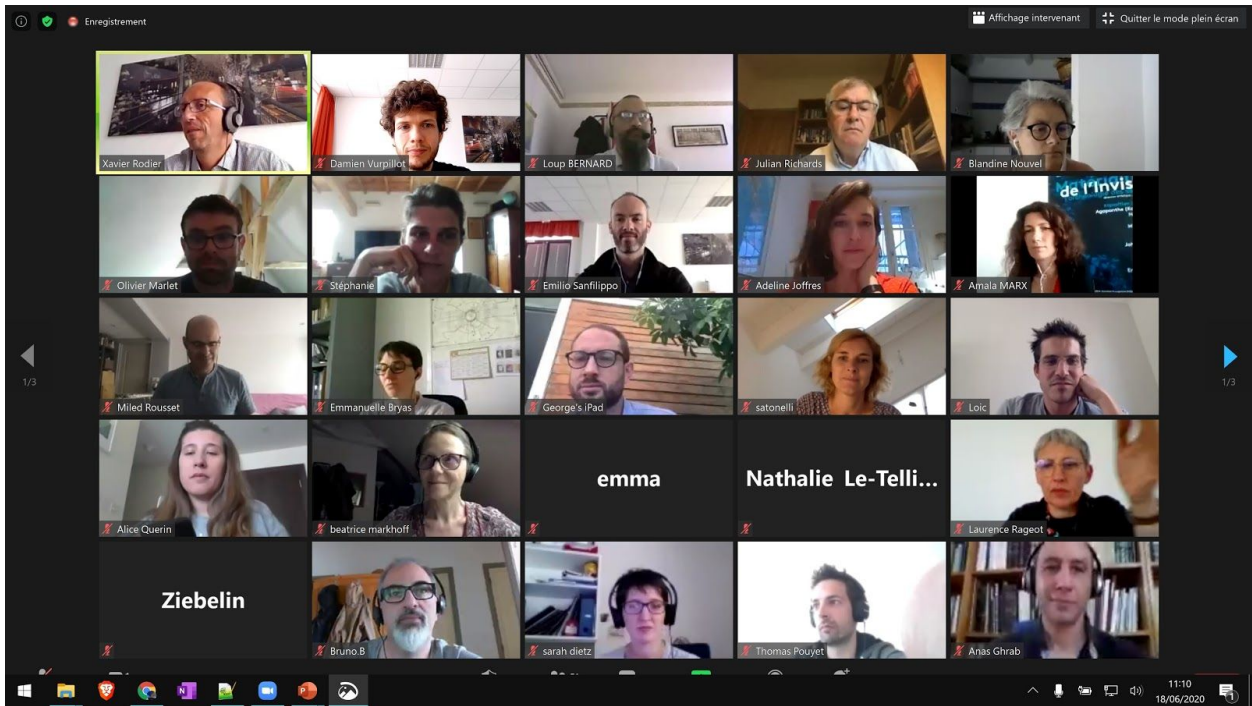 Enregistrement
Affichage intervenant
Quitter le mode plein écran
Xavier Rodier
Damien Vurpillot
Loup BERNARD
Julian Richards
Blandine Nouvel
Olivier Marlet
Stéphanie
Emilio Sanfilippo
Adeline Joffres
de l'Invis
Amala MARX
1/3
1/3
Miled Rousset
Emmanuelle Bryas
George's iPad
satonelli
Loic
Alice Querin
beatrice markhoff
emma
Nathalie Le-Telli...
Laurence Rageot
Ziebelin
Bruno.B
sarah dietz
Thomas Pouyet
Anas Ghrab
11:10
18/06/2020
1